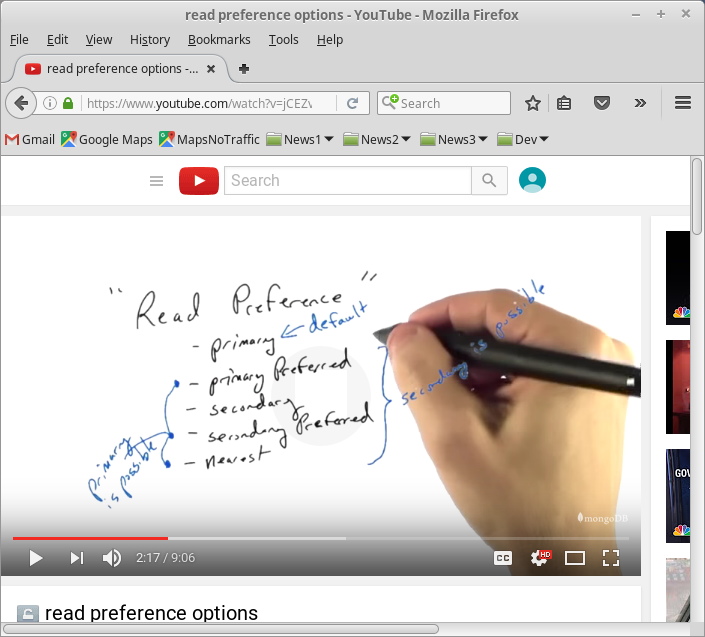 read preference options - YouTube - Mozilla Firefox
File Edit View History Bookmarks Tools Help
read preference options -...
https://www.youtube.com/watch?v=jCEZv
Search
Gmail Google Maps MapsNoTraffic News1 News2 News3 Dev
Search
"Read Preference"
- primary ← default
- primary Preferred
- secondary
- secondary Preferred
- nearest
secondary is possible
primary
is possible
GOV
mongoDB
2:17 / 9:06
CC
HD
read preference options